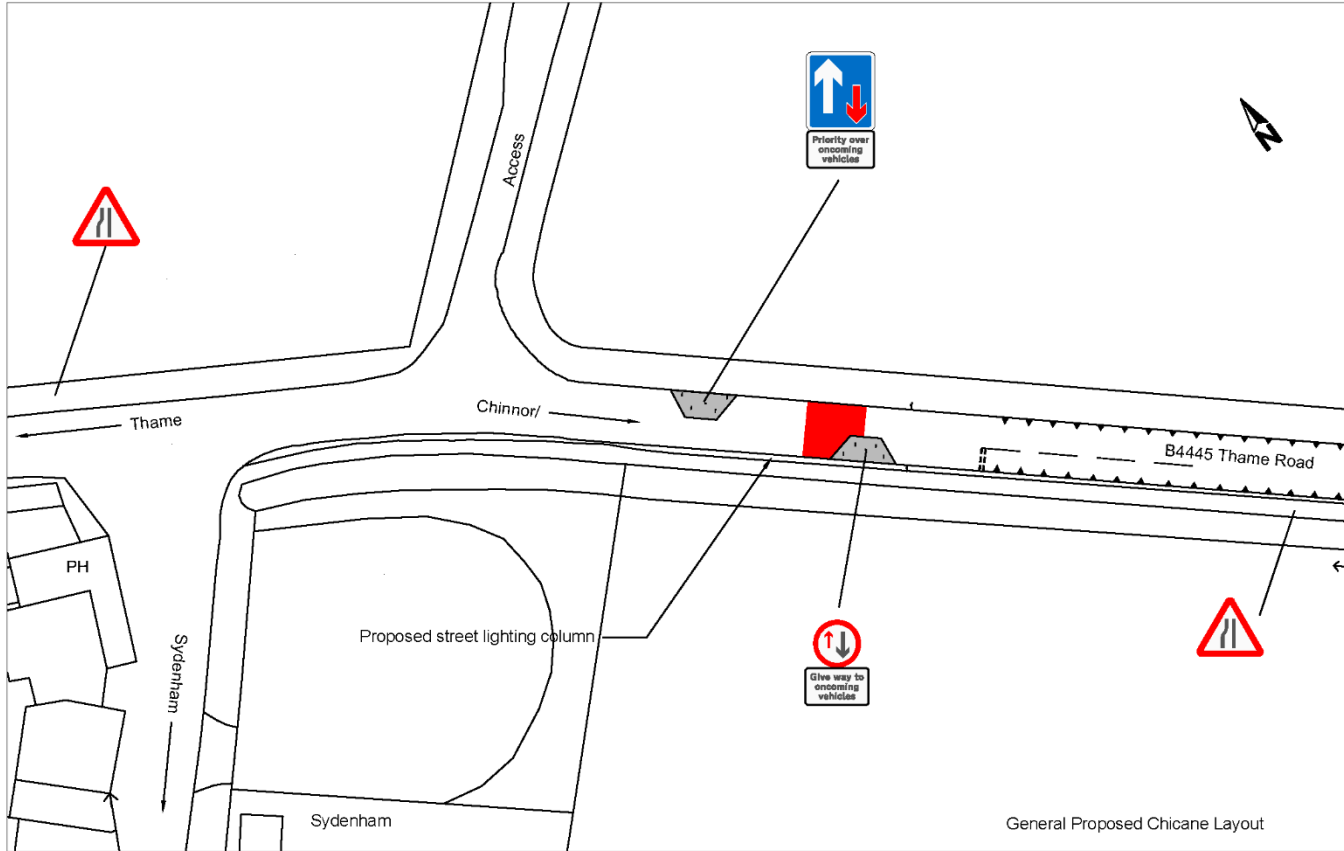 Priority over
oncoming
vehicles
N
Access
Thame
Chinnor/
B4445 Thame Road
PH
Sydenham
Proposed street lighting column
Give way to
oncoming
vehicles
Sydenham
General Proposed Chicane Layout